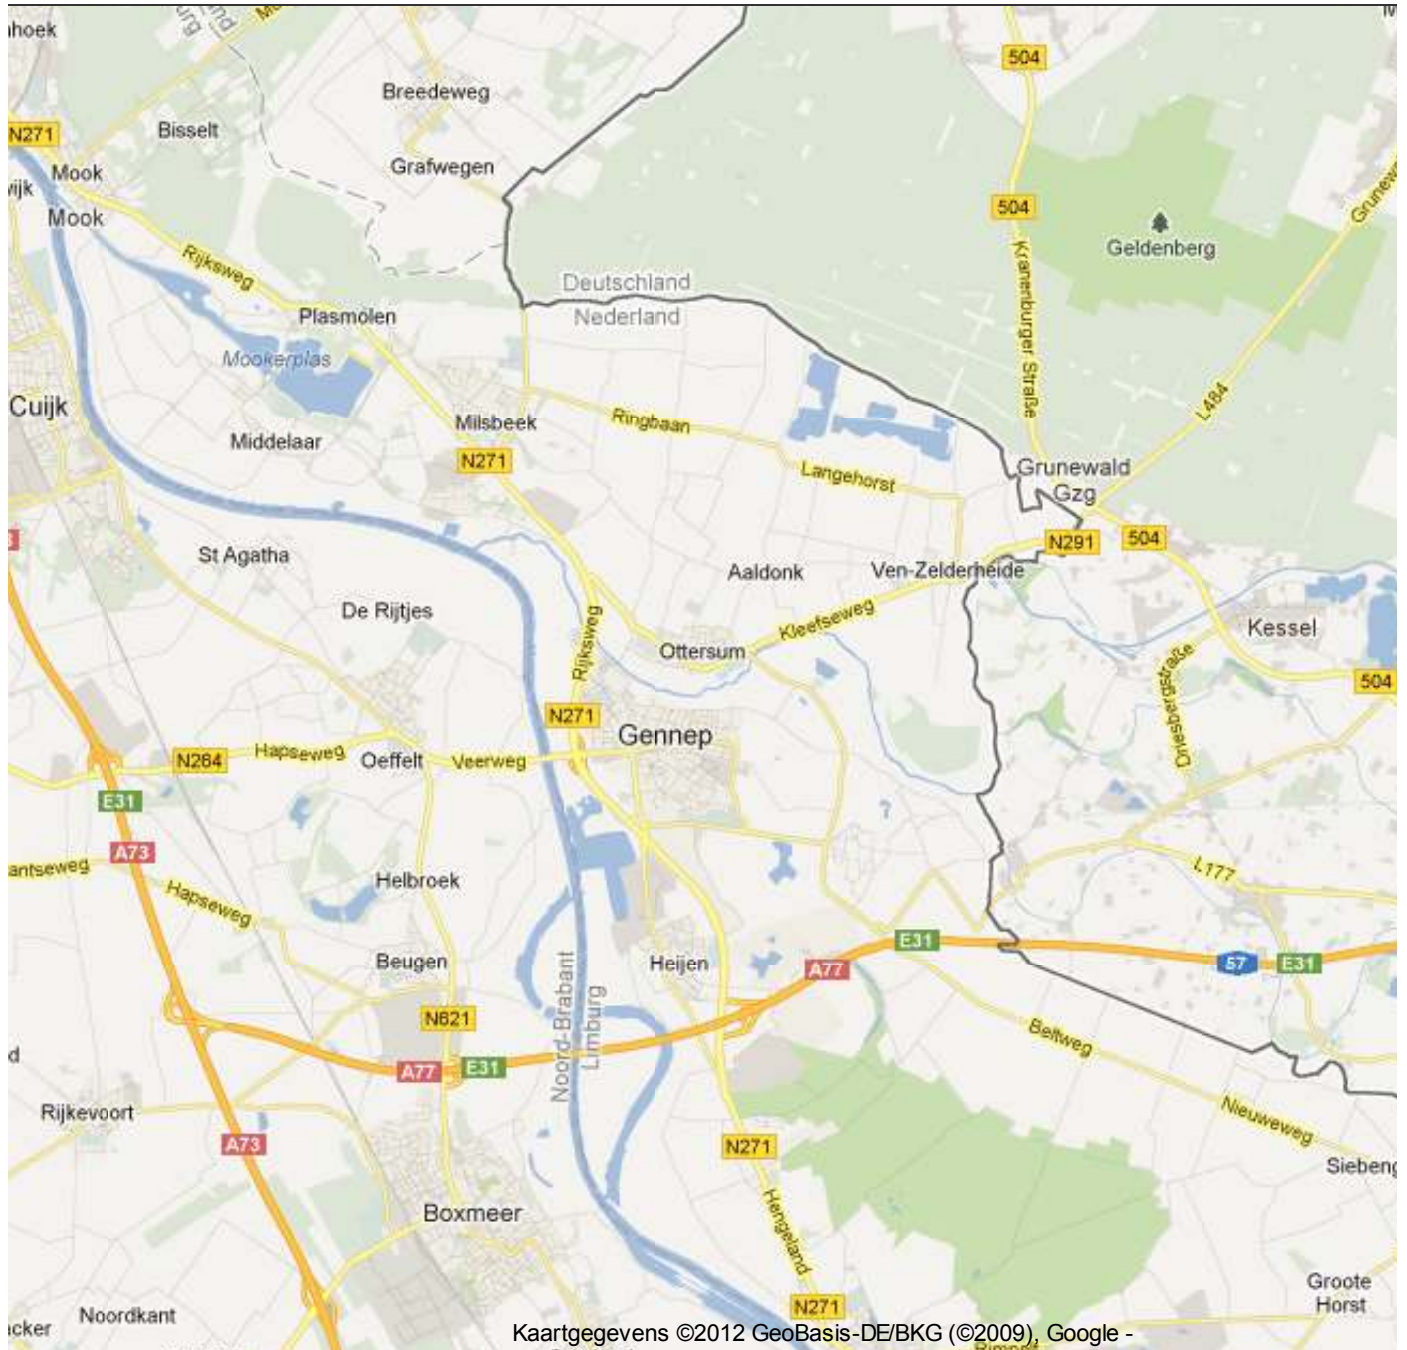 504
Breedeweg
Bisselt
N271
Grafwegen
Mook
Mook
504
Geldenberg
Rijksweg
Kranenburger Straße
Deutschland
Nederland
Plasmolen
Mookerplas
Cuijk
L484
Milsbeek
Ringbaan
Middelaar
N271
Langehorst
Grunewald
Gzg
N291
504
St Agatha
Aaldonk
Ven-Zelderheide
De Rijtjes
Kleefseweg
Kessel
Rijksweg
Ottersum
Driesbergstraße
504
N271
Gennep
N264
Hapseweg
Oeffelt
Veerweg
E31
A73
antseweg
Hapseweg
Helbroek
L177
E31
Beugen
Noord-Brabant
Limburg
Heijen
A77
57
E31
N621
Beltweg
A77
E31
Rijkevoort
Nieuweweg
A73
N271
Siebeng
Boxmeer
Hengeland
Groote
Horst
Noordkant
N271
acker
Kaartgegevens ©2012 GeoBasis-DE/BKG (©2009), Google -